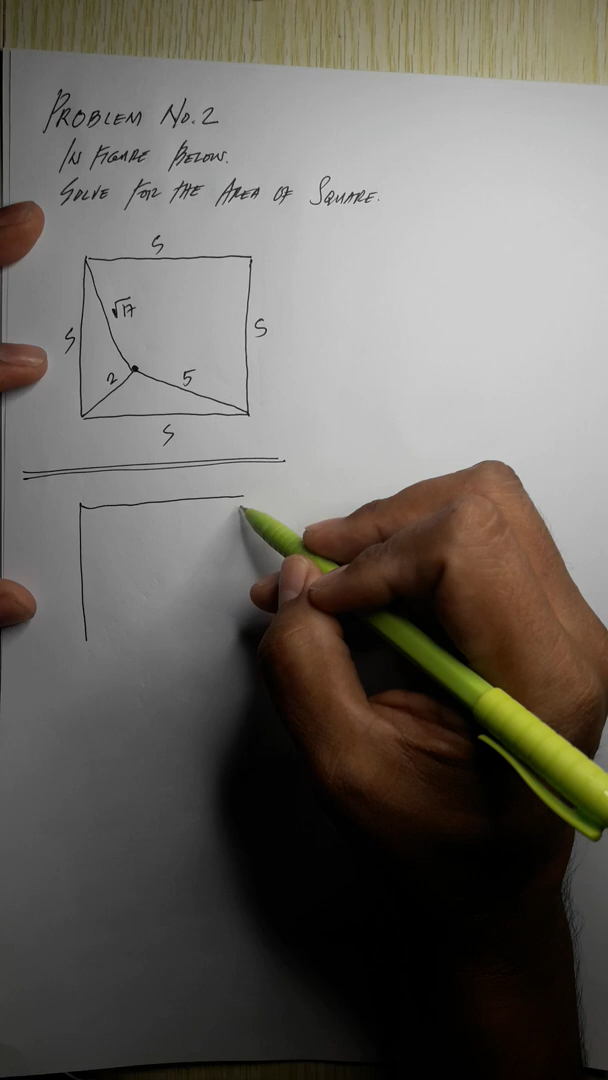 PROBLEM NO. 2
IN FIGURE BELOW.
SOLVE FOR THE AREA OF SQUARE.
S
√17
S
S
2
5
S